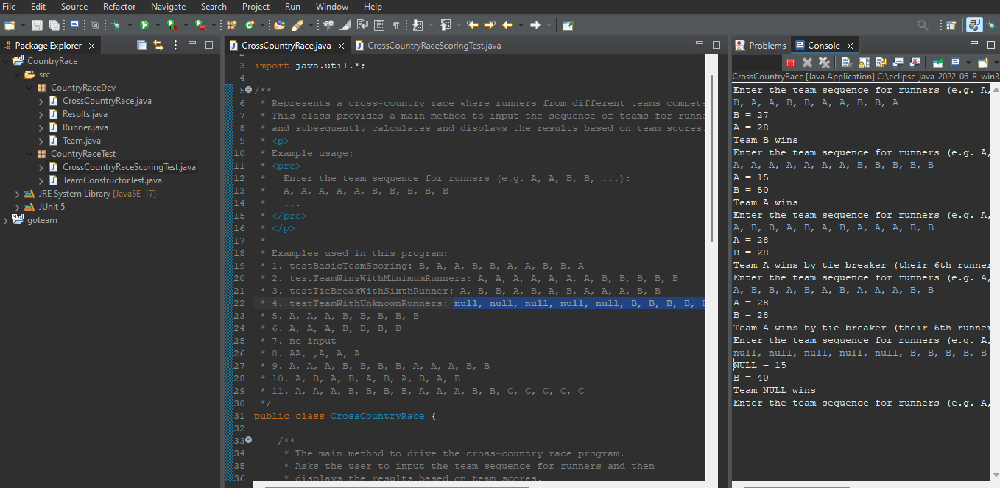 File Edit Source Refactor Navigate Search Project Run Window Help
Package Explorer
CountryRace
src
CountryRaceDev
CrossCountryRace.java
Results.java
Runner.java
Team.java
CountryRaceTest
CrossCountryRaceScoringTest.java
TeamConstructorTest.java
JRE System Library [JavaSE-17]
JUnit 5
goteam
CrossCountryRace.java CrossCountryRaceScoringTest.java
3 import java.util.*;
4
5 /**
6 * Represents a cross-country race where runners from different teams compete
7 * This class provides a main method to input the sequence of teams for runne
8 * and subsequently calculates and displays the results based on team scores.
9 * <p>
10 * Example usage:
11 * <pre>
12 * Enter the team sequence for runners (e.g. A, A, B, B, ...):
13 * A, A, A, A, A, B, B, B, B, B
14 * ...
15 * </pre>
16 * </p>
17 *
18 * Examples used in this program:
19 * 1. testBasicTeamScoring: B, A, A, B, B, A, A, B, B, A
20 * 2. testTeamWinsWithMinimumRunners: A, A, A, A, A, A, A, B, B, B, B, B
21 * 3. testTieBreakWithSixthRunner: A, B, B, A, B, A, B, A, A, A, B, B
22 * 4. testTeamWithUnknownRunners: null, null, null, null, null, B, B, B, B, B
23 * 5. A, A, A, B, B, B, B, B
24 * 6. A, A, A, B, B, B, B
25 * 7. no input
26 * 8. AA, ,A, A, A
27 * 9. A, A, A, B, B, B, B, A, A, A, B, B
28 * 10. A, B, A, B, A, B, A, B, A, B
29 * 11. A, A, A, B, B, B, B, A, A, A, B, B, C, C, C, C, C
30 */
31 public class CrossCountryRace {
32
33 /**
34 * The main method to drive the cross-country race program.
35 * Asks the user to input the team sequence for runners and then
36 * displays the results based on team scores.
Problems Console
CrossCountryRace [Java Application] C:\eclipse-java-2022-06-R-win3
Enter the team sequence for runners (e.g. A,
B, A, A, B, B, A, A, B, B, A
B = 27
A = 28
Team B wins
Enter the team sequence for runners (e.g. A,
A, A, A, A, A, A, A, B, B, B, B, B
A = 15
B = 50
Team A wins
Enter the team sequence for runners (e.g. A,
A, B, B, A, B, A, B, A, A, A, B, B
A = 28
B = 28
Team A wins by tie breaker (their 6th runner
Enter the team sequence for runners (e.g. A,
A, B, B, A, B, A, B, A, A, A, B, B
A = 28
B = 28
Team A wins by tie breaker (their 6th runner
Enter the team sequence for runners (e.g. A,
null, null, null, null, null, B, B, B, B, B
NULL = 15
B = 40
Team NULL wins
Enter the team sequence for runners (e.g. A,